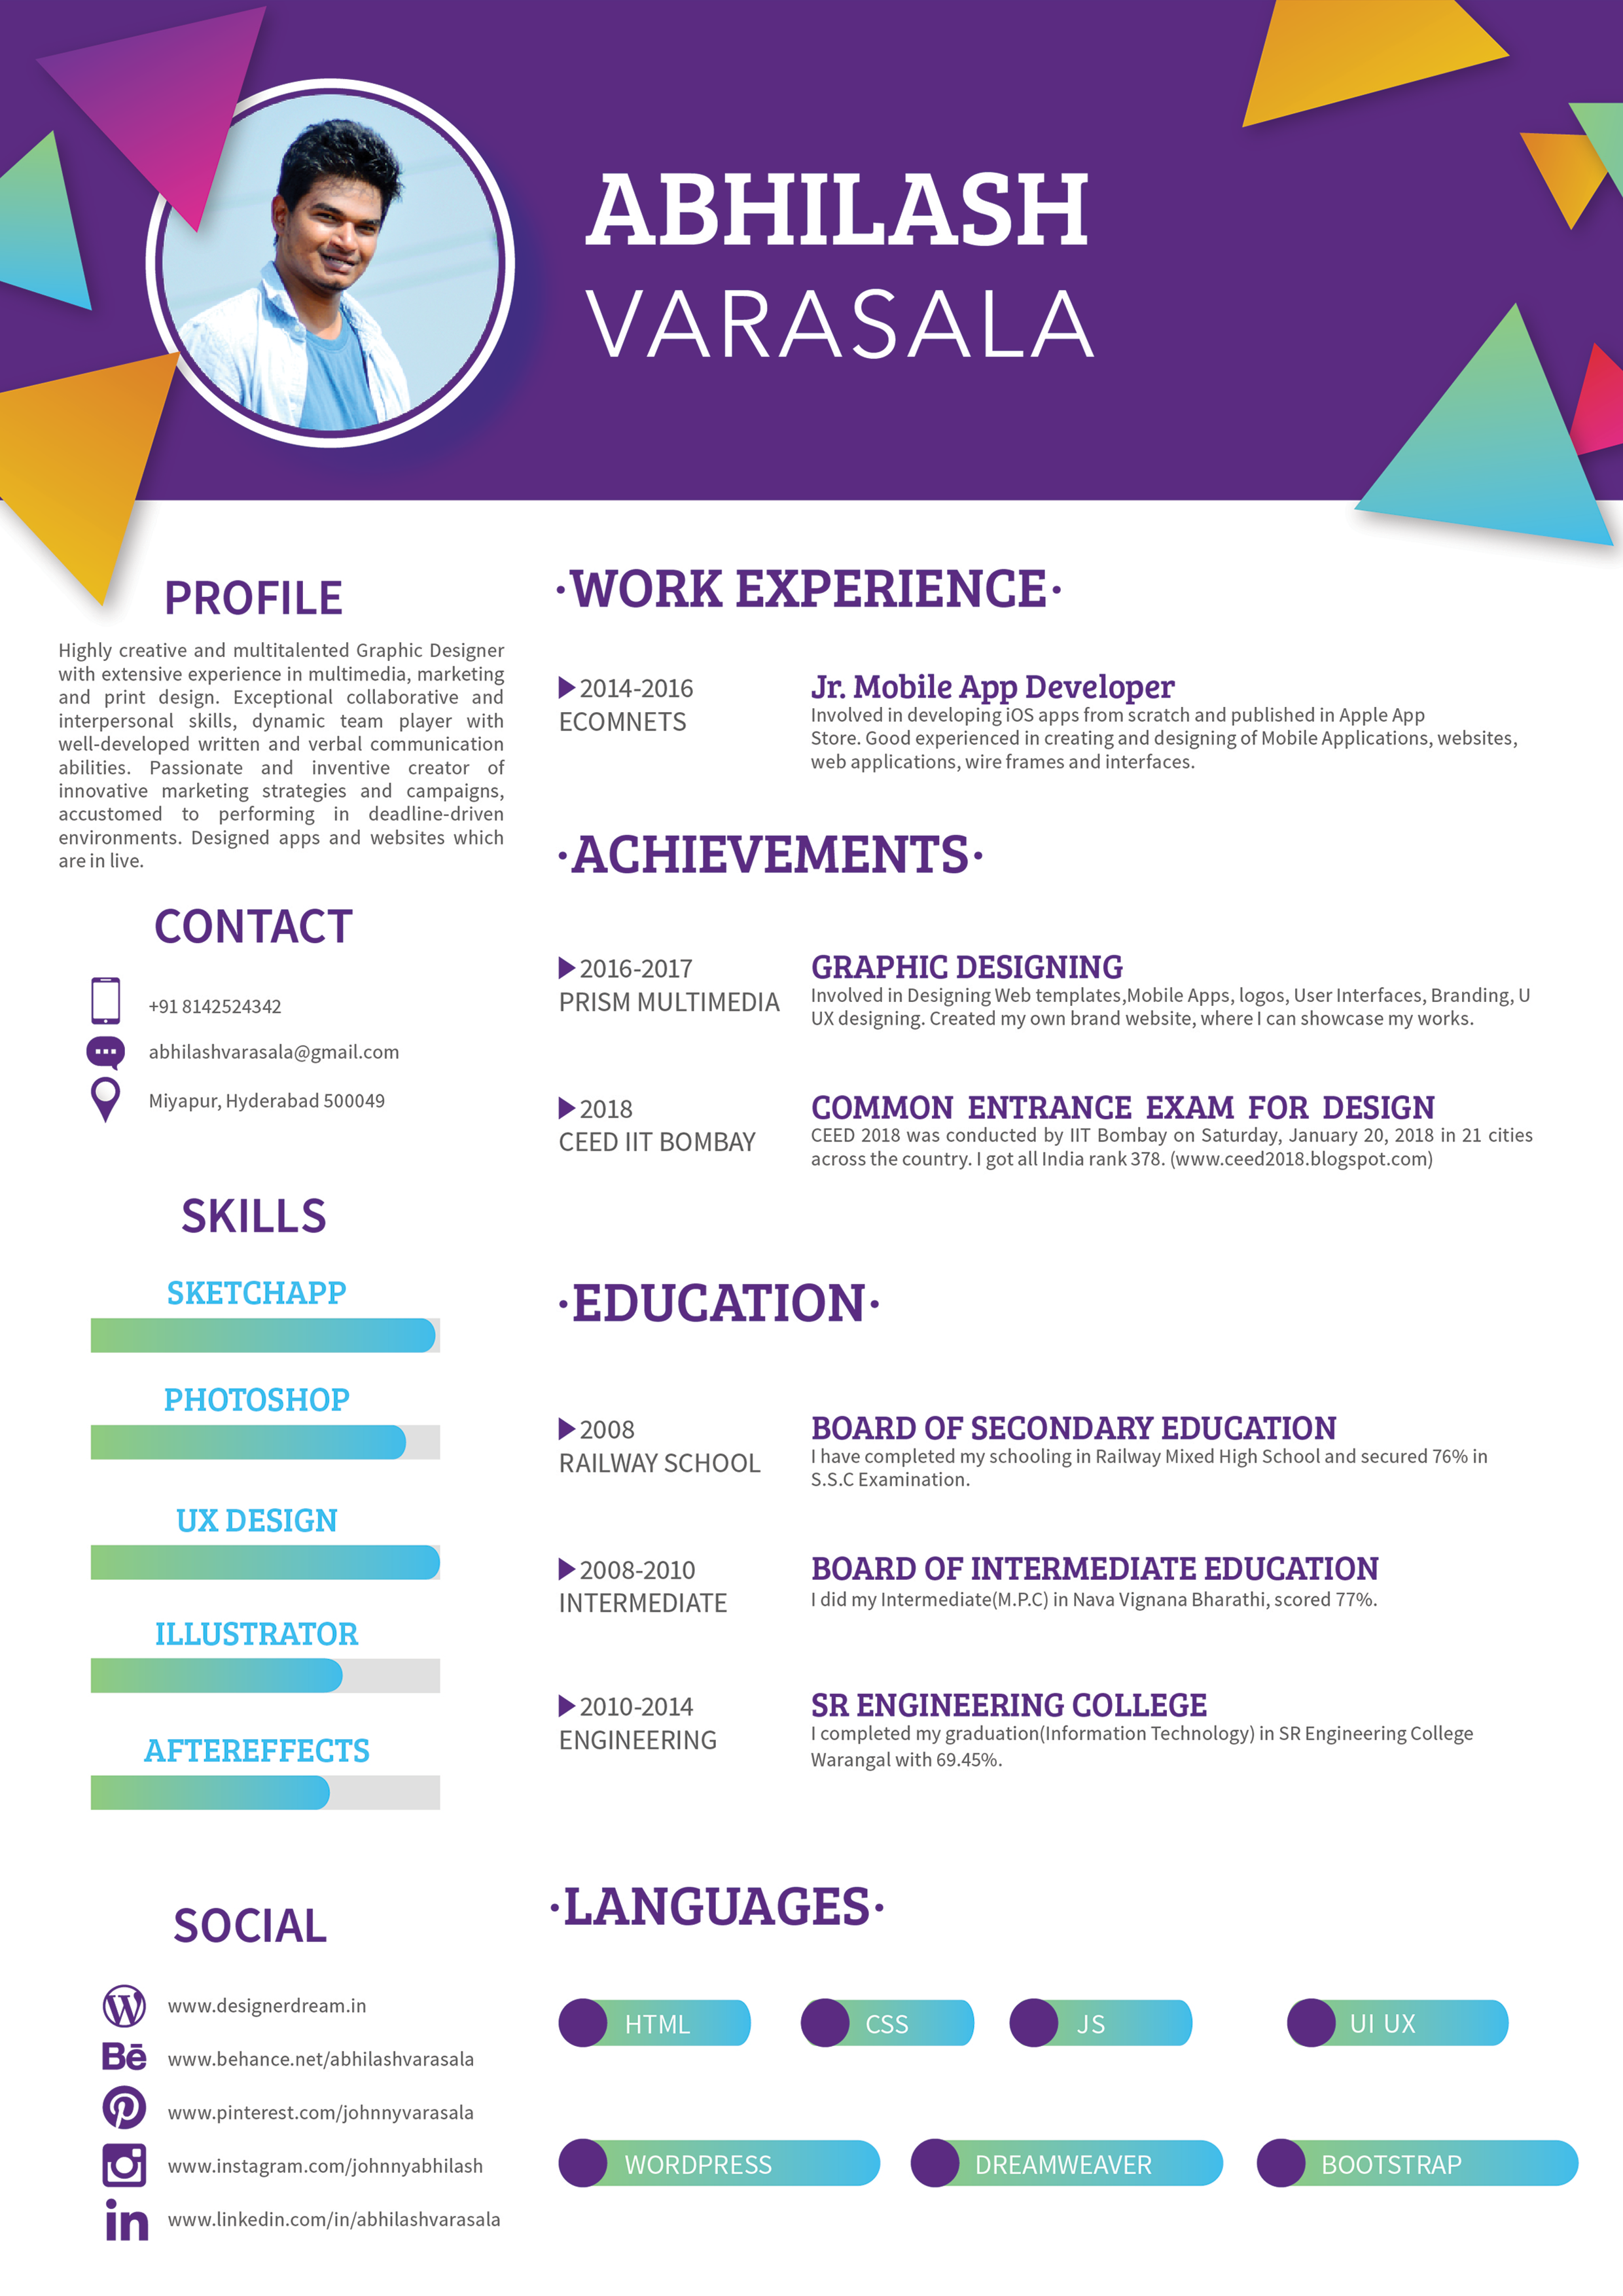 ABHILASH
VARASALA
PROFILE
Highly creative and multitalented Graphic Designer
with extensive experience in multimedia, marketing
and print design. Exceptional collaborative and
interpersonal skills, dynamic team player with
well-developed written and verbal communication
abilities. Passionate and inventive creator of
innovative marketing strategies and campaigns,
accustomed to performing in deadline-driven
environments. Designed apps and websites which
are in live.
CONTACT
+91 8142524342
abhilashvarasala@gmail.com
Miyapur, Hyderabad 500049
SKILLS
SKETCHAPP
PHOTOSHOP
UX DESIGN
ILLUSTRATOR
AFTEREFFECTS
SOCIAL
www.designerdream.in
Bē
www.behance.net/abhilashvarasala
www.pinterest.com/johnnyvarasala
www.instagram.com/johnnyabhilash
in
www.linkedin.com/in/abhilashvarasala
·WORK EXPERIENCE·
2014-2016
ECOMNETS
Jr. Mobile App Developer
Involved in developing iOS apps from scratch and published in Apple App
Store. Good experienced in creating and designing of Mobile Applications, websites,
web applications, wire frames and interfaces.
·ACHIEVEMENTS·
2016-2017
PRISM MULTIMEDIA
GRAPHIC DESIGNING
Involved in Designing Web templates,Mobile Apps, logos, User Interfaces, Branding, U
UX designing. Created my own brand website, where I can showcase my works.
2018
CEED IIT BOMBAY
COMMON ENTRANCE EXAM FOR DESIGN
CEED 2018 was conducted by IIT Bombay on Saturday, January 20, 2018 in 21 cities
across the country. I got all India rank 378. (www.ceed2018.blogspot.com)
·EDUCATION·
2008
RAILWAY SCHOOL
BOARD OF SECONDARY EDUCATION
I have completed my schooling in Railway Mixed High School and secured 76% in
S.S.C Examination.
2008-2010
INTERMEDIATE
BOARD OF INTERMEDIATE EDUCATION
I did my Intermediate(M.P.C) in Nava Vignana Bharathi, scored 77%.
2010-2014
ENGINEERING
SR ENGINEERING COLLEGE
I completed my graduation(Information Technology) in SR Engineering College
Warangal with 69.45%.
·LANGUAGES·
HTML
CSS
JS
UI UX
WORDPRESS
DREAMWEAVER
BOOTSTRAP